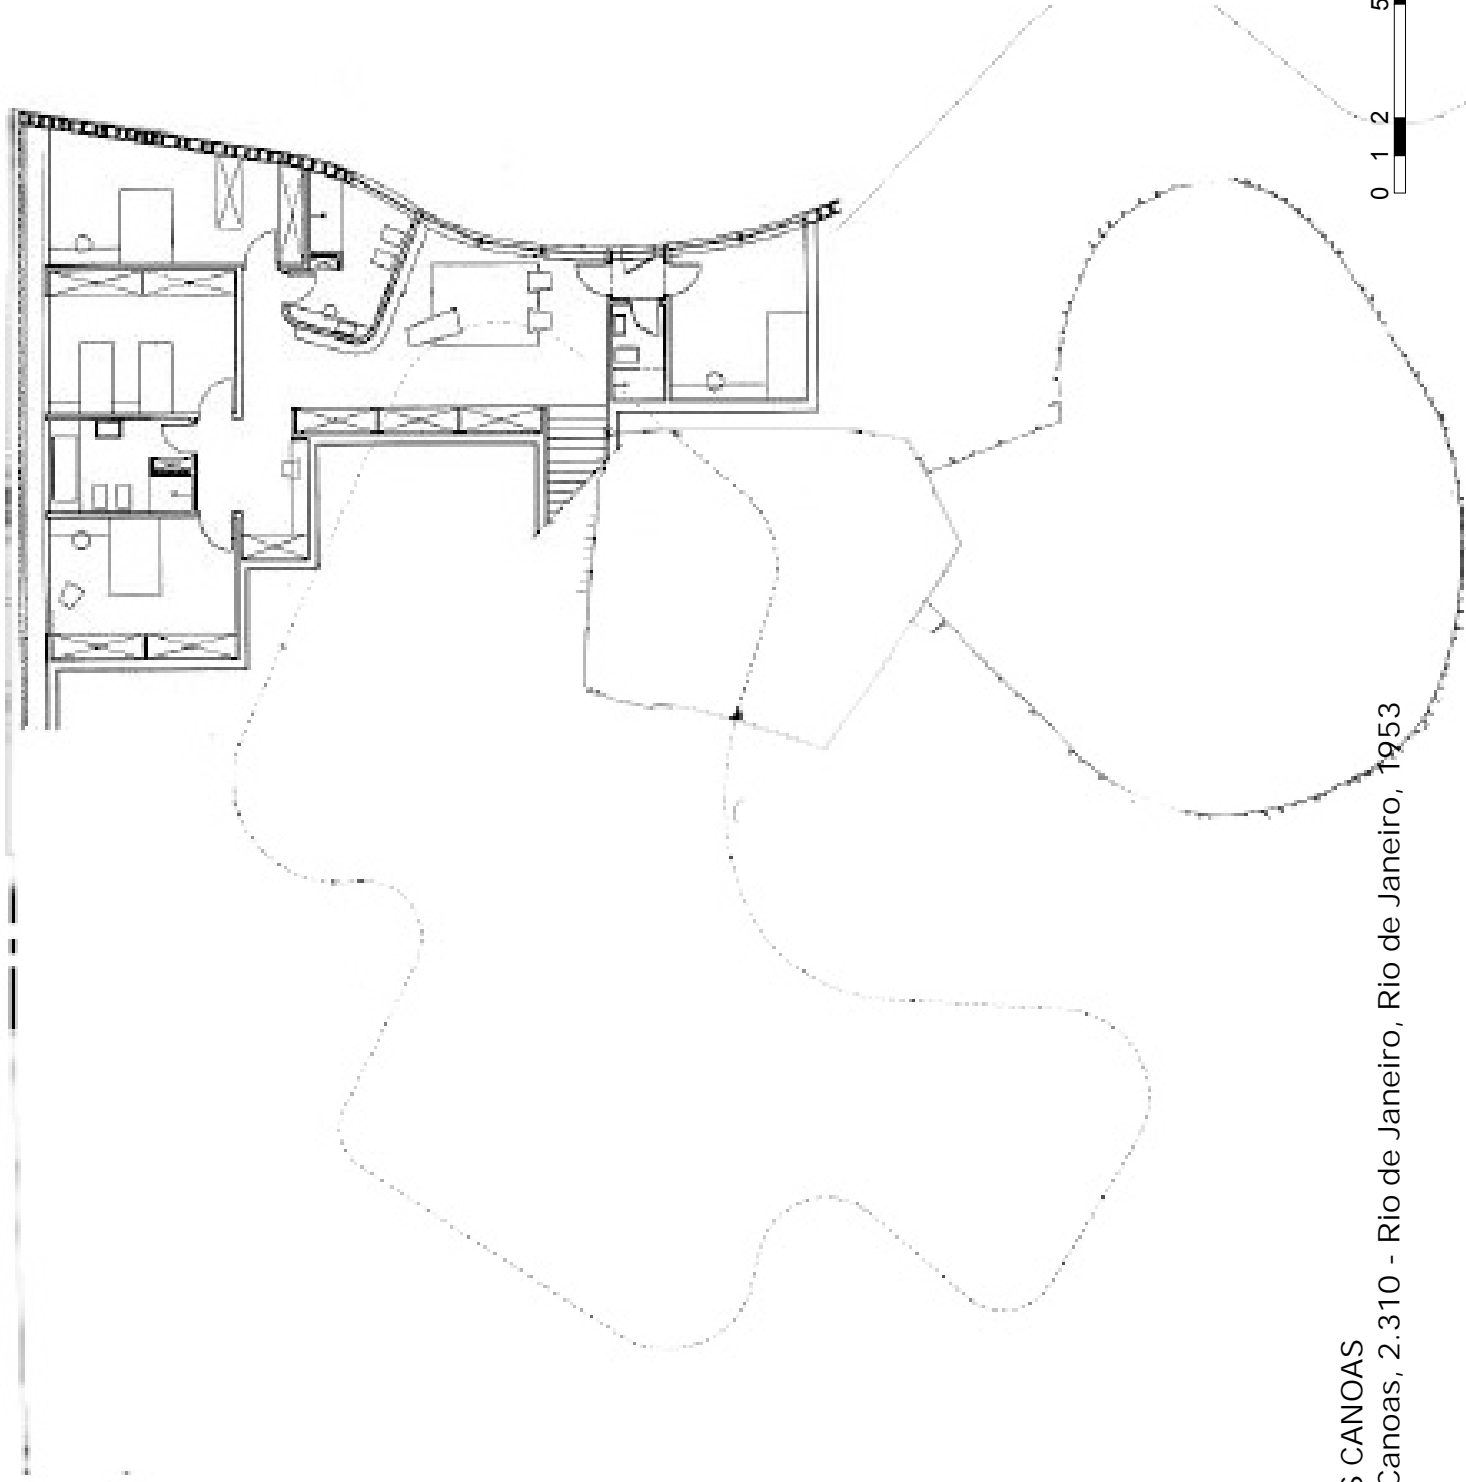 S CANOAS
Canoas, 2.310 - Rio de Janeiro, Rio de Janeiro, 1953
0 1 2 5